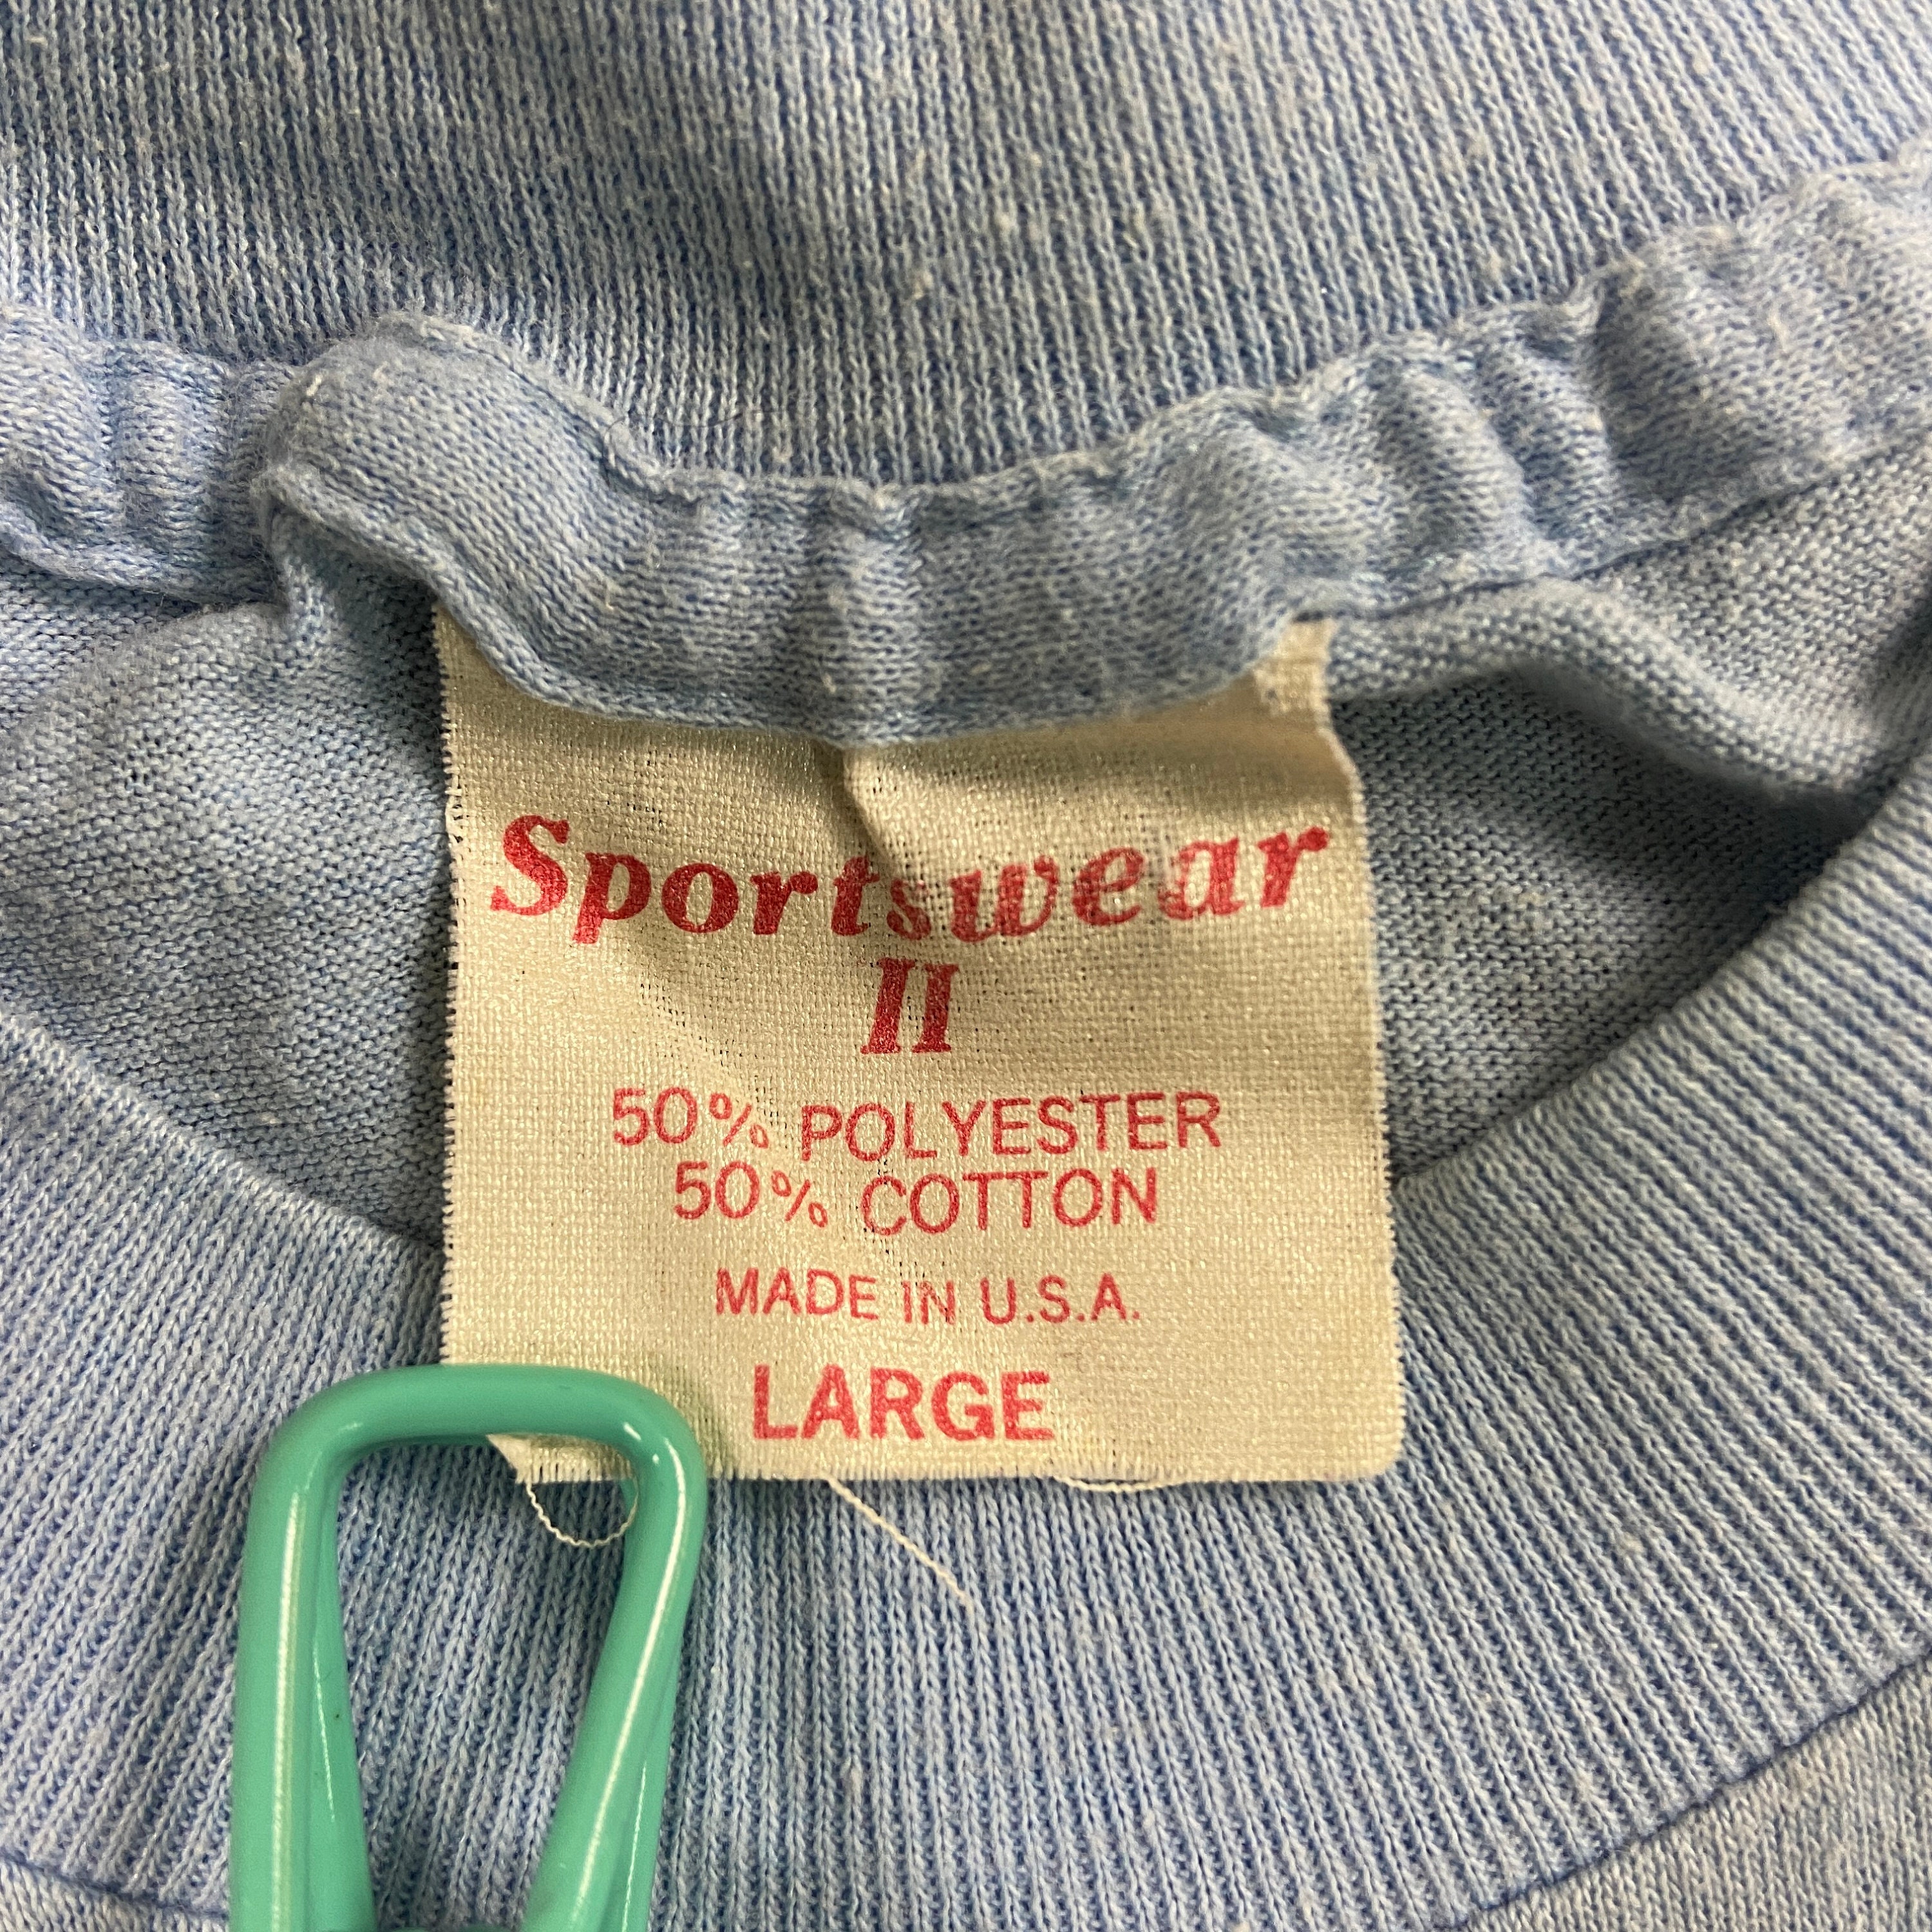 Sportswear
II
50% POLYESTER
50% COTTON
MADE IN U.S.A.
LARGE